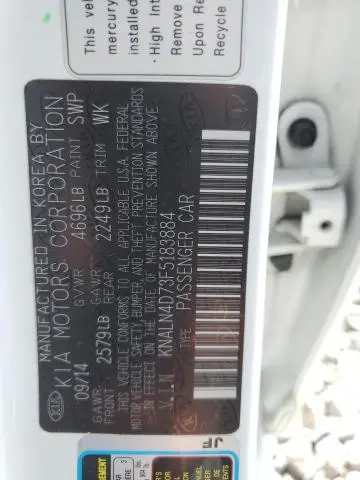 This veh
mercury
installed
• High Int
Remove
Upon Re
Recycle
MANUFACTURED IN KOREA BY
KIA MOTORS CORPORATION
09/14 GVWR 4696LB PAINT SWP
GAWR FRONT 2579LB GAWR REAR 2249LB TRIM WK
THIS VEHICLE CONFORMS TO ALL APPLICABLE U.S.A. FEDERAL
MOTOR VEHICLE SAFETY, BUMPER, AND THEFT PREVENTION STANDARDS
IN EFFECT ON THE DATE OF MANUFACTURE SHOWN ABOVE.
V.I.N KNALN4D73F5183884
TYPE: PASSENGER CAR
KIA
JF